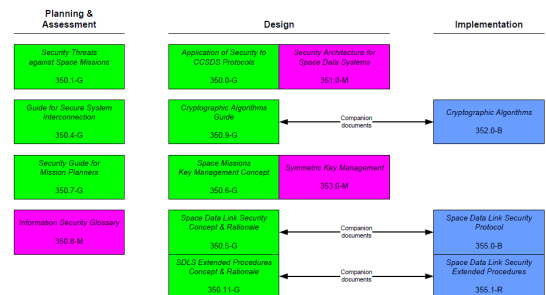 Planning &
Assessment
Design
Implementation
Security Threats
against Space Missions
350.1-G
Application of Security to
CCSDS Protocols
350.0-G
Security Architecture for
Space Data Systems
351.0-M
Guide for Secure System
Interconnection
350.4-G
Cryptographic Algorithms
Guide
350.9-G
Companion
documents
Cryptographic Algorithms
352.0-B
Security Guide for
Mission Planners
350.7-G
Space Missions
Key Management Concept
350.6-G
Symmetric Key Management
353.0-M
Information Security Glossary
350.8-M
Space Data Link Security
Concept & Rationale
350.5-G
Companion
documents
Space Data Link Security
Protocol
355.0-B
SDLS Extended Procedures
Concept & Rationale
350.11-G
Companion
documents
Space Data Link Security
Extended Procedures
355.1-R